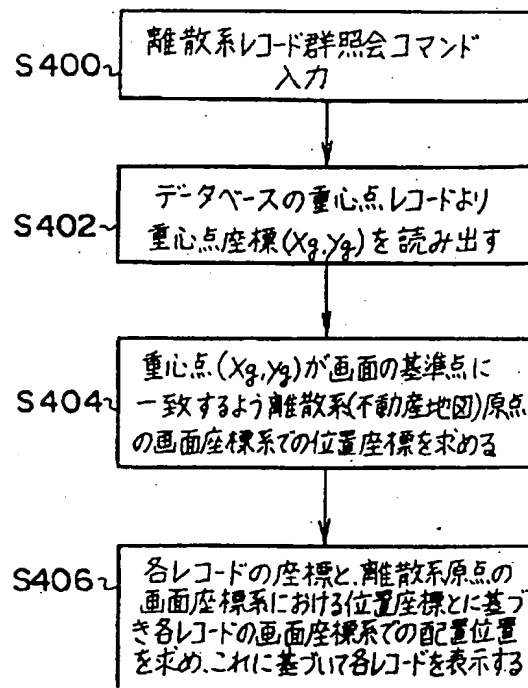 S400
離散系レコード群照会コマンド
入力
S402
データベースの重心点レコードより
重心点座標(Xg,Yg)を読み出す
S404
重心点(Xg,Yg)が画面の基準点に
一致するよう離散系(不動産地図)原点
の画面座標系での位置座標を求める
S406
各レコードの座標と、離散系原点の
画面座標系における位置座標とに基づ
き各レコードの画面座標系での配置位置
を求め、これに基づいて各レコードを表示する